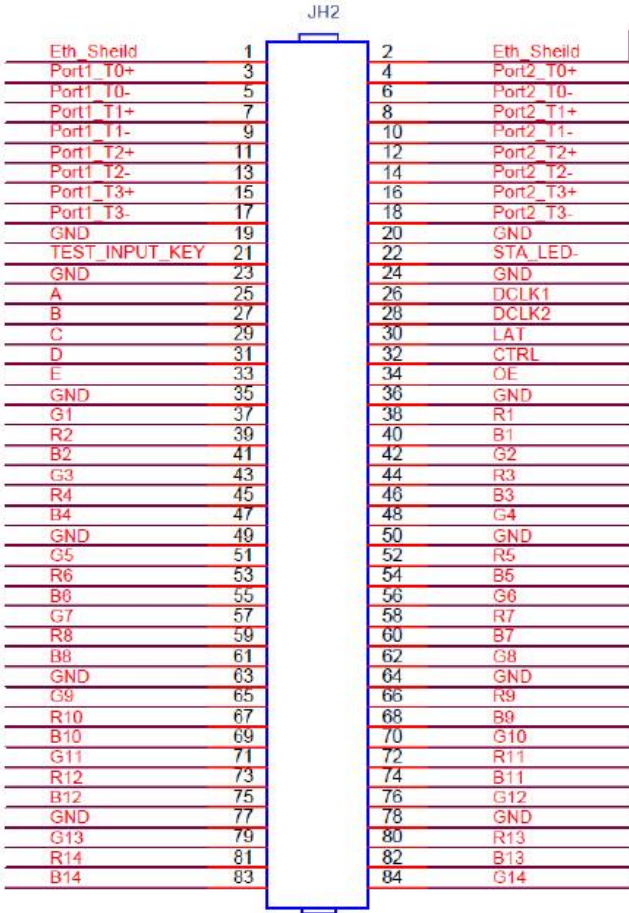 JH2
Eth_Sheild 1 2 Eth_Sheild
Port1_T0+ 3 4 Port2_T0+
Port1_T0- 5 6 Port2_T0-
Port1_T1+ 7 8 Port2_T1+
Port1_T1- 9 10 Port2_T1-
Port1_T2+ 11 12 Port2_T2+
Port1_T2- 13 14 Port2_T2-
Port1_T3+ 15 16 Port2_T3+
Port1_T3- 17 18 Port2_T3-
GND 19 20 GND
TEST_INPUT_KEY 21 22 STA_LED-
GND 23 24 GND
A 25 26 DCLK1
B 27 28 DCLK2
C 29 30 LAT
D 31 32 CTRL
E 33 34 OE
GND 35 36 GND
G1 37 38 R1
R2 39 40 B1
B2 41 42 G2
G3 43 44 R3
R4 45 46 B3
B4 47 48 G4
GND 49 50 GND
G5 51 52 R5
R6 53 54 B5
B6 55 56 G6
G7 57 58 R7
R8 59 60 B7
B8 61 62 G8
GND 63 64 GND
G9 65 66 R9
R10 67 68 B9
B10 69 70 G10
G11 71 72 R11
R12 73 74 B11
B12 75 76 G12
GND 77 78 GND
G13 79 80 R13
R14 81 82 B13
B14 83 84 G14